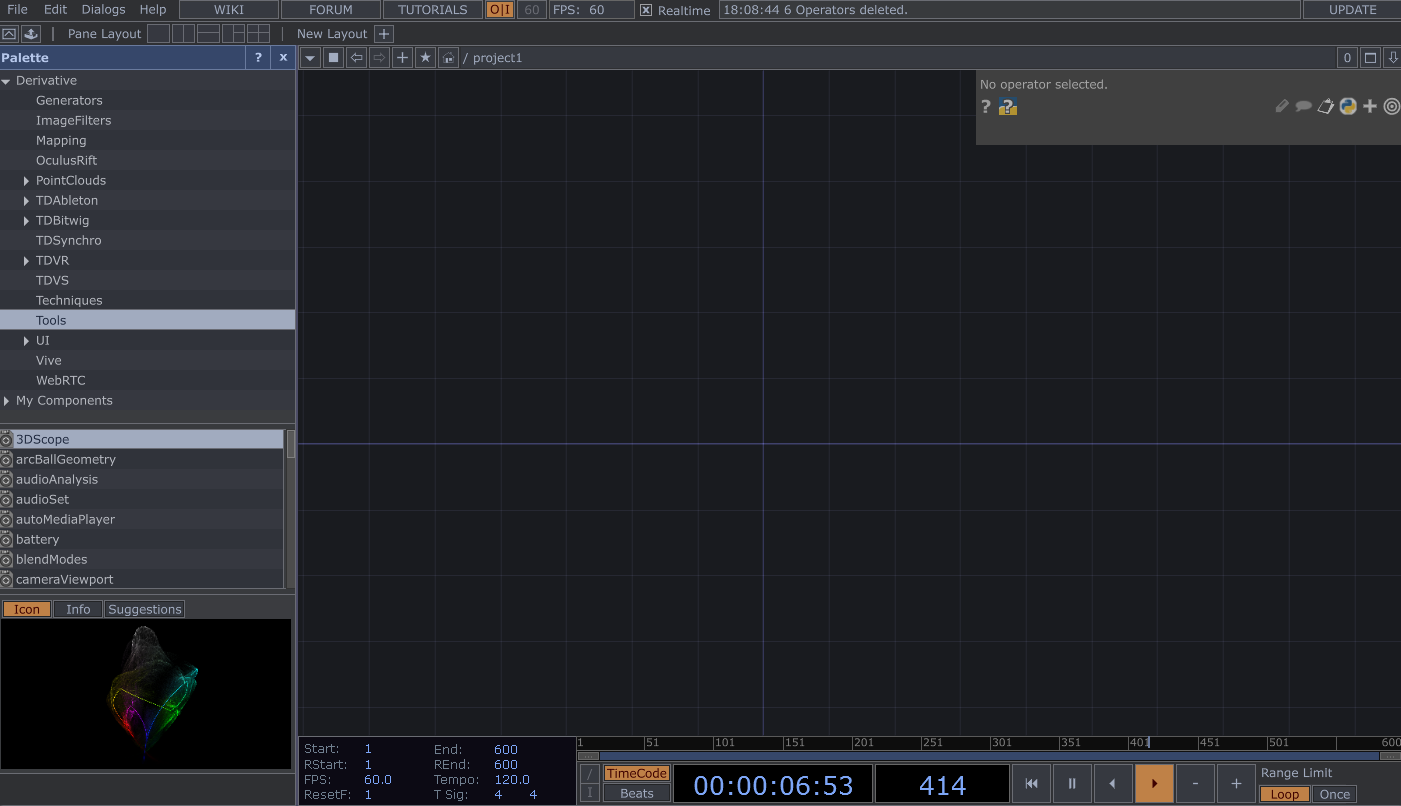 File Edit Dialogs Help WIKI FORUM TUTORIALS O|I 60 FPS: 60 Realtime 18:08:44 6 Operators deleted. UPDATE
Pane Layout New Layout +
Palette ? x / project1 0
Derivative
Generators
ImageFilters
Mapping
OculusRift
PointClouds
TDAbleton
TDBitwig
TDSynchro
TDVR
TDVS
Techniques
Tools
UI
Vive
WebRTC
My Components
No operator selected.
? ?
3DScope
arcBallGeometry
audioAnalysis
audioSet
autoMediaPlayer
battery
blendModes
cameraViewport
Icon Info Suggestions
Start: 1 End: 600
RStart: 1 REnd: 600
FPS: 60.0 Tempo: 120.0
ResetF: 1 T Sig: 4 4
1 51 101 151 201 251 301 351 401 451 501 600
/ TimeCode
I Beats
00:00:06:53 414 - +
Range Limit
Loop Once